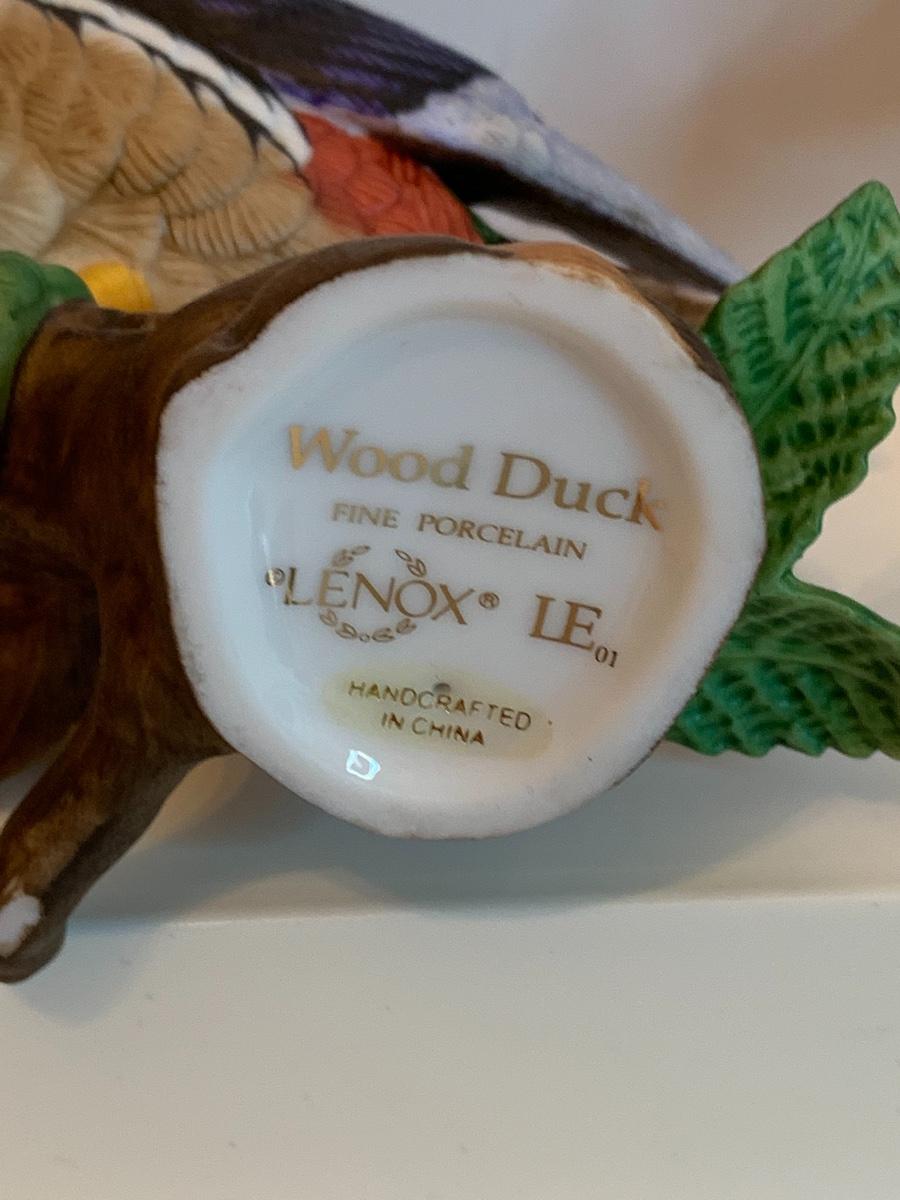 Wood Duck
FINE PORCELAIN
©LENOX® LE01
HANDCRAFTED
IN CHINA